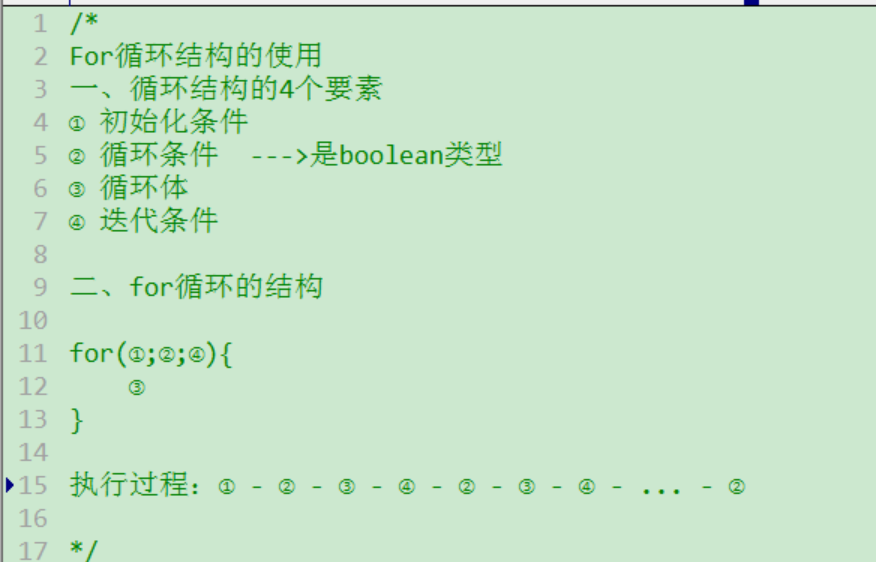 1 /*
2 For循环结构的使用
3 一、循环结构的4个要素
4 ① 初始化条件
5 ② 循环条件  --->是boolean类型
6 ③ 循环体
7 ④ 迭代条件
8
9 二、for循环的结构
10
11 for(①;②;④){
12     ③
13 }
14
15 执行过程：① - ② - ③ - ④ - ② - ③ - ④ - ... - ②
16
17 */